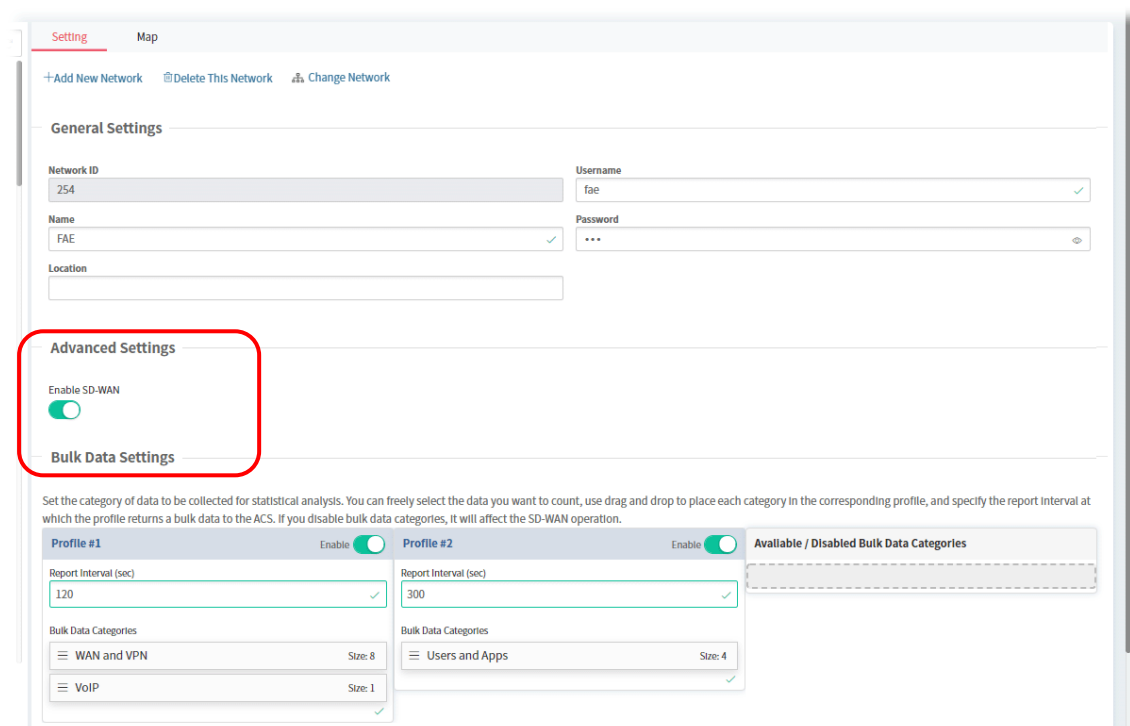 Setting Map
+Add New Network Delete This Network Change Network
General Settings
Network ID Username
254 fae
Name Password
FAE •••
Location
Advanced Settings
Enable SD-WAN
Bulk Data Settings
Set the category of data to be collected for statistical analysis. You can freely select the data you want to count, use drag and drop to place each category in the corresponding profile, and specify the report interval at
which the profile returns a bulk data to the ACS. If you disable bulk data categories, it will affect the SD-WAN operation.
Profile #1 Enable Profile #2 Enable Available / Disabled Bulk Data Categories
Report Interval (sec) Report Interval (sec)
120 300
Bulk Data Categories Bulk Data Categories
WAN and VPN Size: 8 Users and Apps Size: 4
VoIP Size: 1